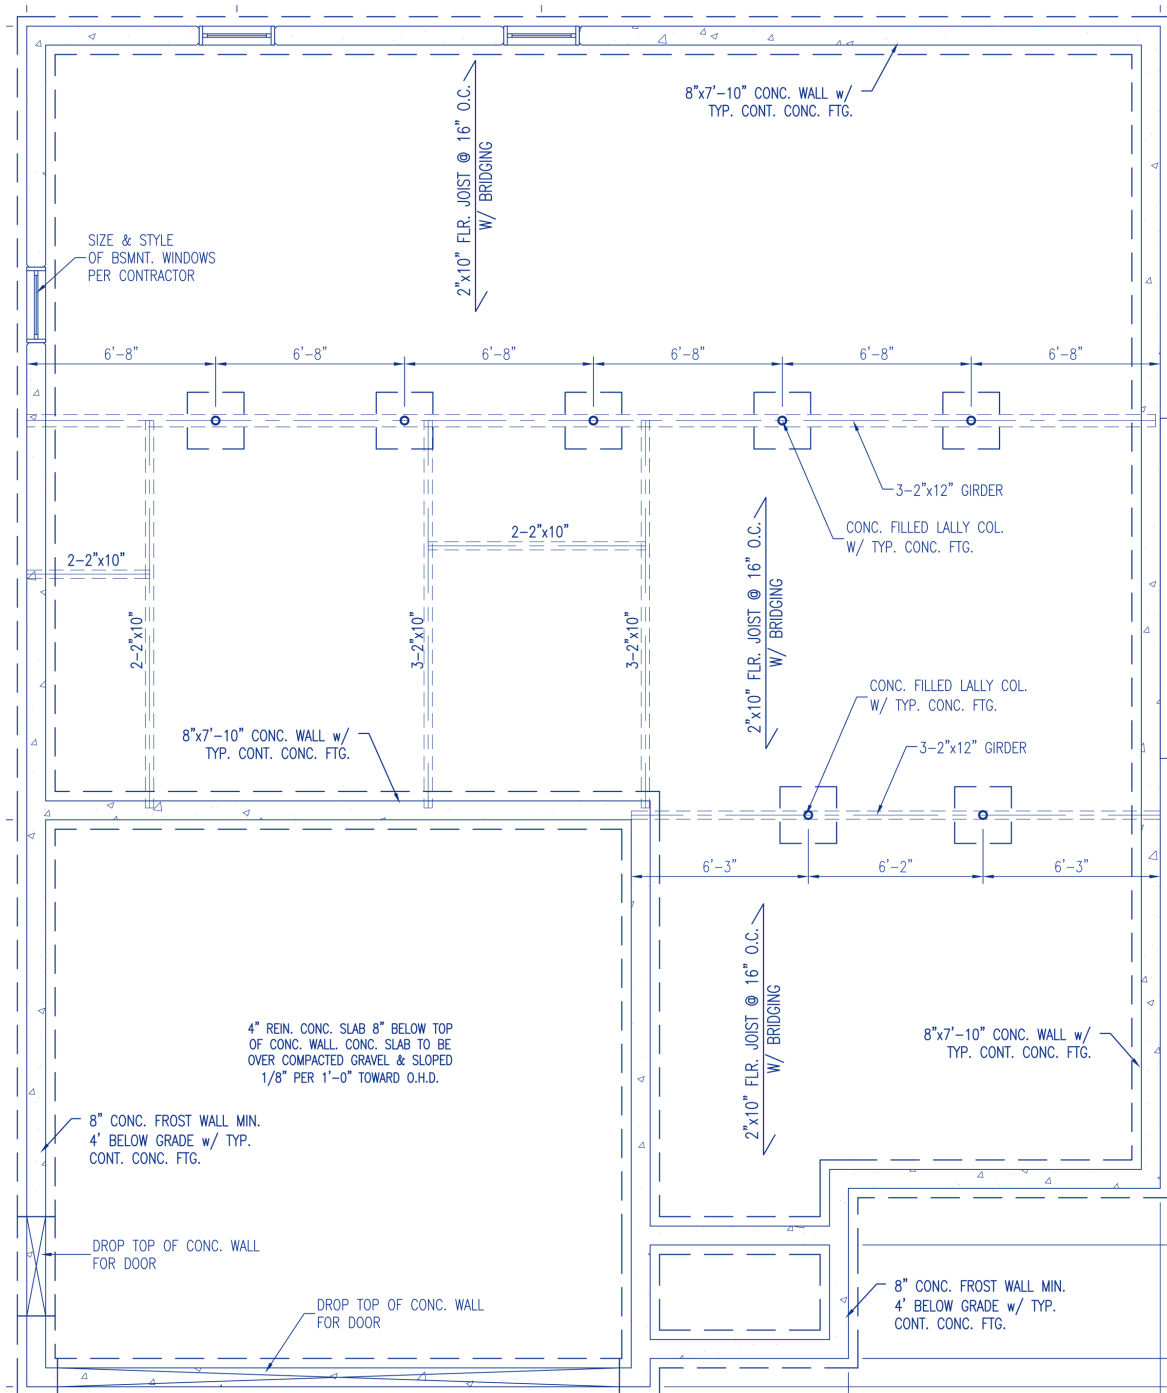 8"x7'-10" CONC. WALL w/
TYP. CONT. CONC. FTG.
2"x10" FLR. JOIST @ 16" O.C.
W/ BRIDGING
SIZE & STYLE
OF BSMNT. WINDOWS
PER CONTRACTOR
6'-8" 6'-8" 6'-8" 6'-8" 6'-8" 6'-8"
3-2"x12" GIRDER
CONC. FILLED LALLY COL.
W/ TYP. CONC. FTG.
2-2"x10"
2-2"x10"
2-2"x10"
3-2"x10"
3-2"x10"
2"x10" FLR. JOIST @ 16" O.C.
W/ BRIDGING
CONC. FILLED LALLY COL.
W/ TYP. CONC. FTG.
3-2"x12" GIRDER
8"x7'-10" CONC. WALL w/
TYP. CONT. CONC. FTG.
6'-3" 6'-2" 6'-3"
2"x10" FLR. JOIST @ 16" O.C.
W/ BRIDGING
4" REIN. CONC. SLAB 8" BELOW TOP
OF CONC. WALL. CONC. SLAB TO BE
OVER COMPACTED GRAVEL & SLOPED
1/8" PER 1'-0" TOWARD O.H.D.
8"x7'-10" CONC. WALL w/
TYP. CONT. CONC. FTG.
8" CONC. FROST WALL MIN.
4' BELOW GRADE w/ TYP.
CONT. CONC. FTG.
DROP TOP OF CONC. WALL
FOR DOOR
DROP TOP OF CONC. WALL
FOR DOOR
8" CONC. FROST WALL MIN.
4' BELOW GRADE w/ TYP.
CONT. CONC. FTG.